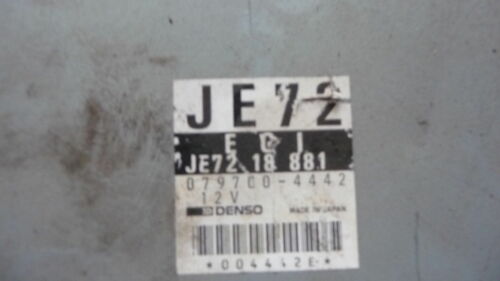 JE72
E G I
JE72 18 881
079700-4442
12V
DENSO MADE IN JAPAN
*004442E*